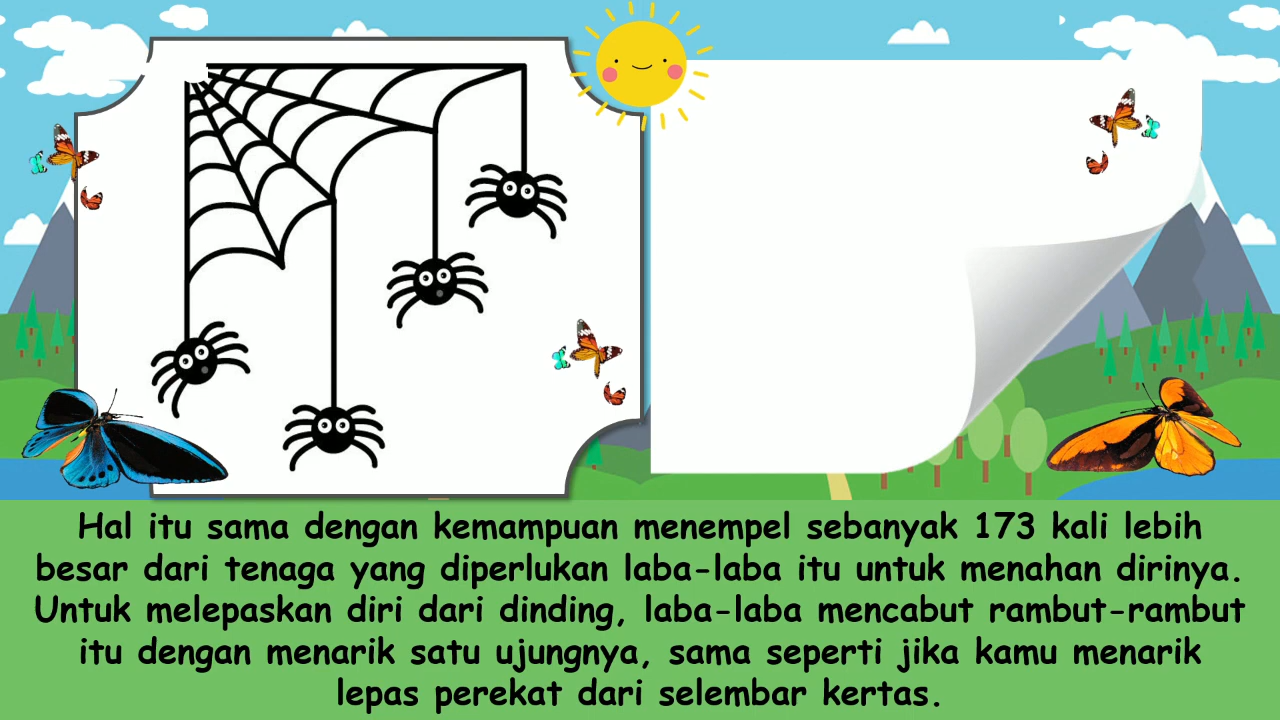 Hal itu sama dengan kemampuan menempel sebanyak 173 kali lebih
besar dari tenaga yang diperlukan laba-laba itu untuk menahan dirinya.
Untuk melepaskan diri dari dinding, laba-laba mencabut rambut-rambut
itu dengan menarik satu ujungnya, sama seperti jika kamu menarik
lepas perekat dari selembar kertas.